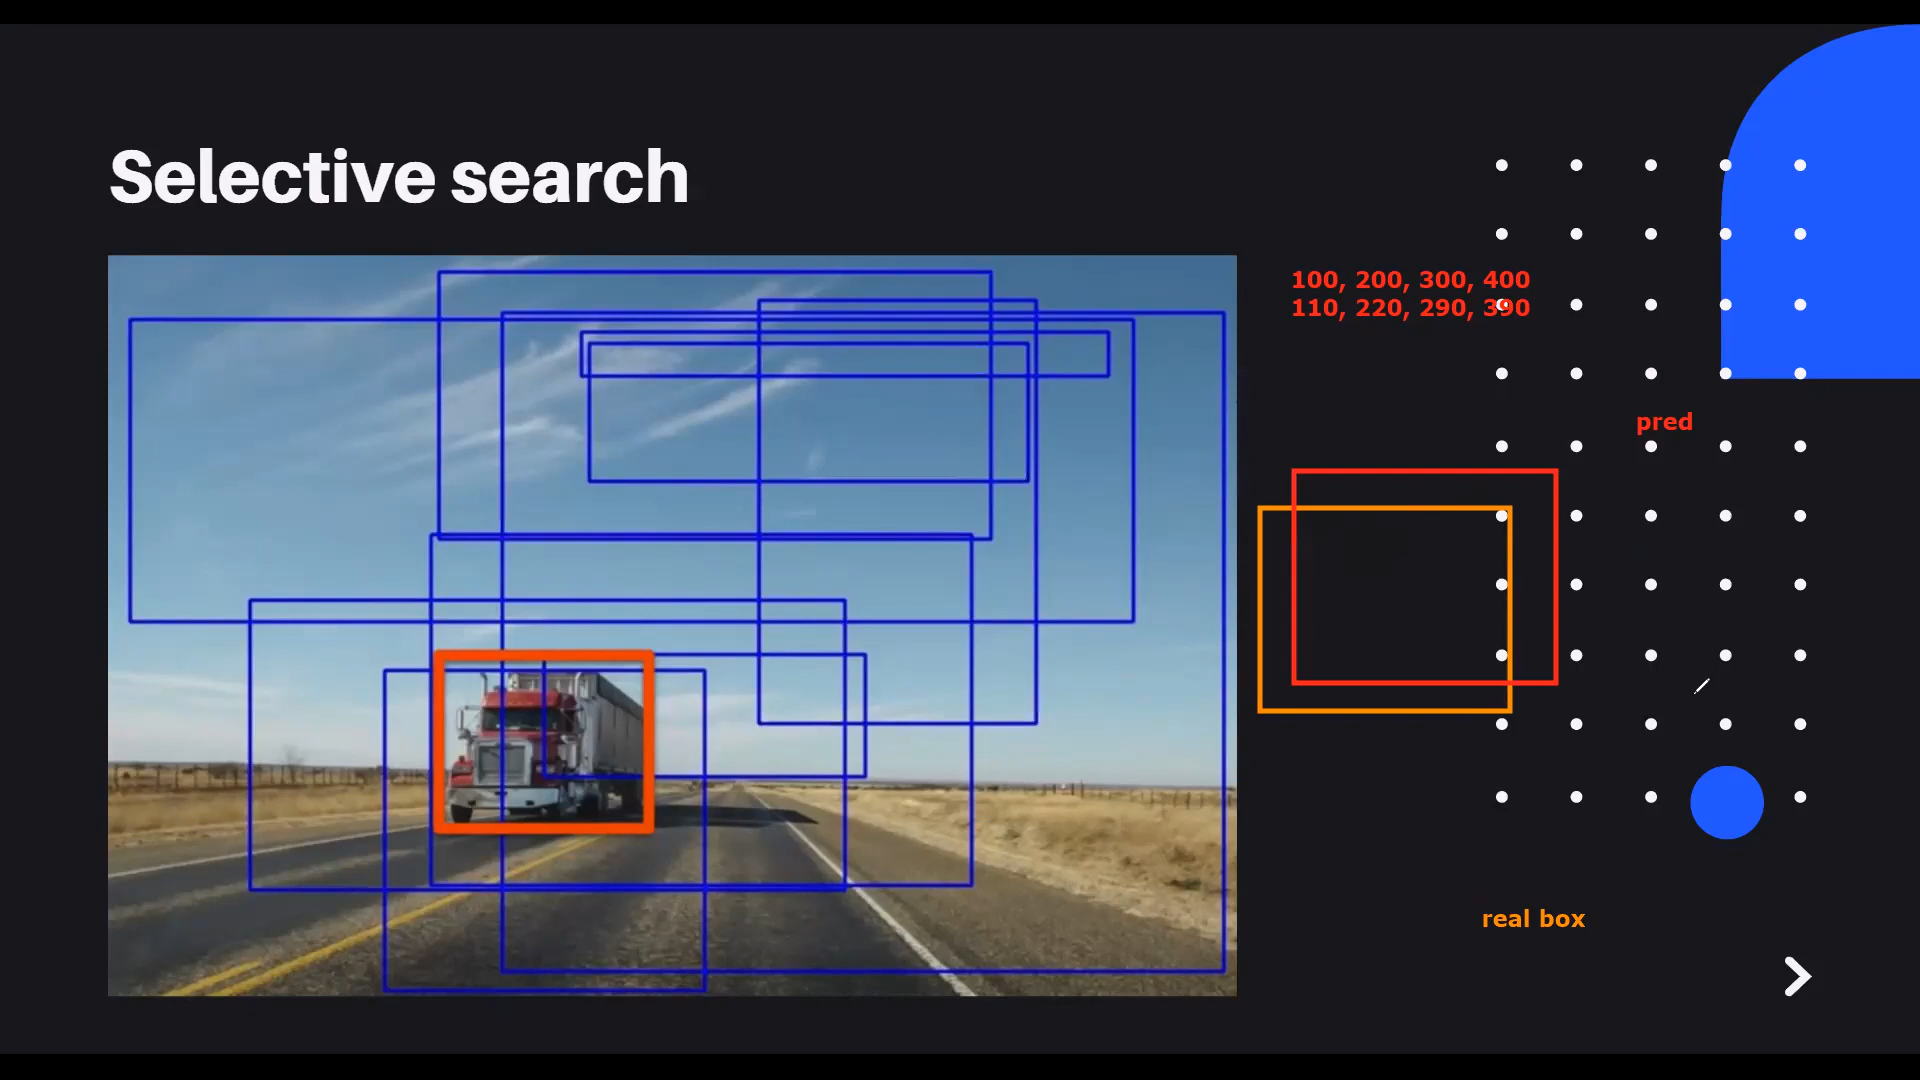 Selective search
100, 200, 300, 400
110, 220, 290, 390
pred
real box